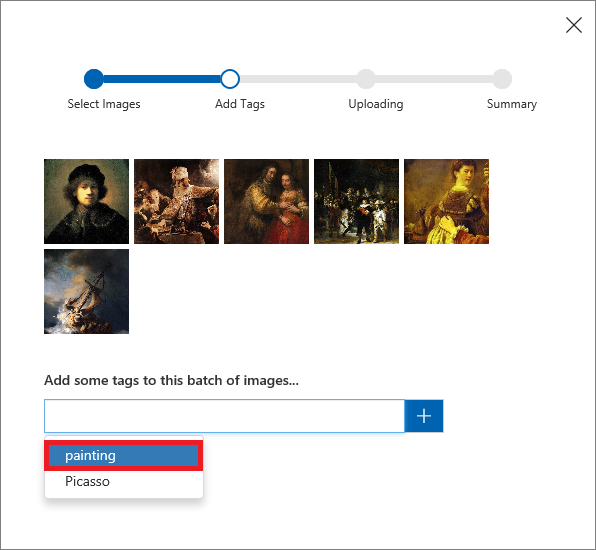 Select Images
Add Tags
Uploading
Summary
Add some tags to this batch of images...
painting
Picasso